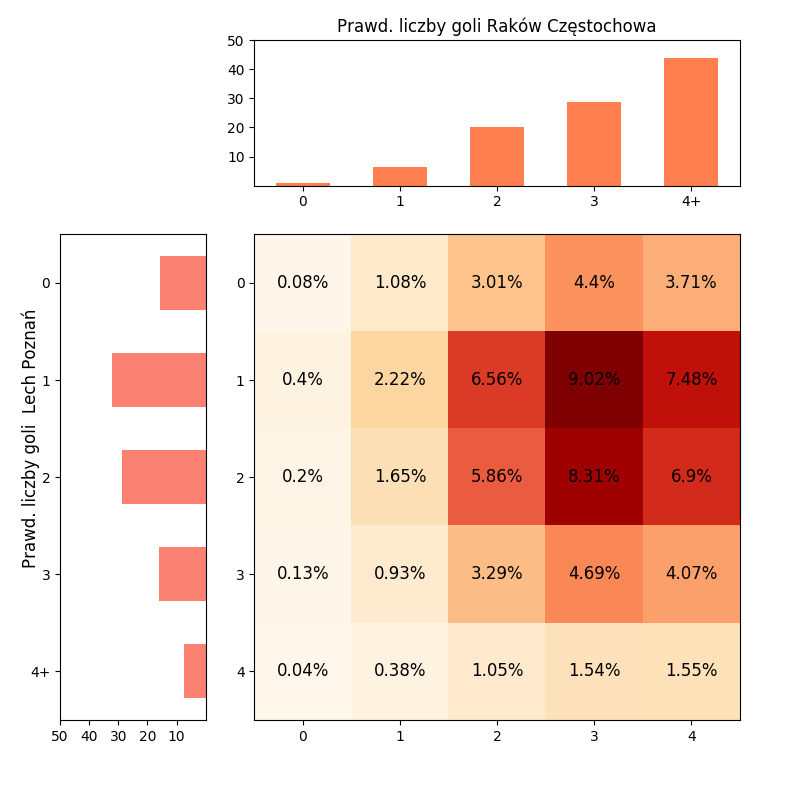 Prawd. liczby goli Raków Częstochowa
50
40
30
20
10
0 1 2 3 4+
Prawd. liczby goli  Lech Poznań
0
1
2
3
4+
50 40 30 20 10
0 0.08% 1.08% 3.01% 4.4% 3.71%
1 0.4% 2.22% 6.56% 9.02% 7.48%
2 0.2% 1.65% 5.86% 8.31% 6.9%
3 0.13% 0.93% 3.29% 4.69% 4.07%
4 0.04% 0.38% 1.05% 1.54% 1.55%
0 1 2 3 4